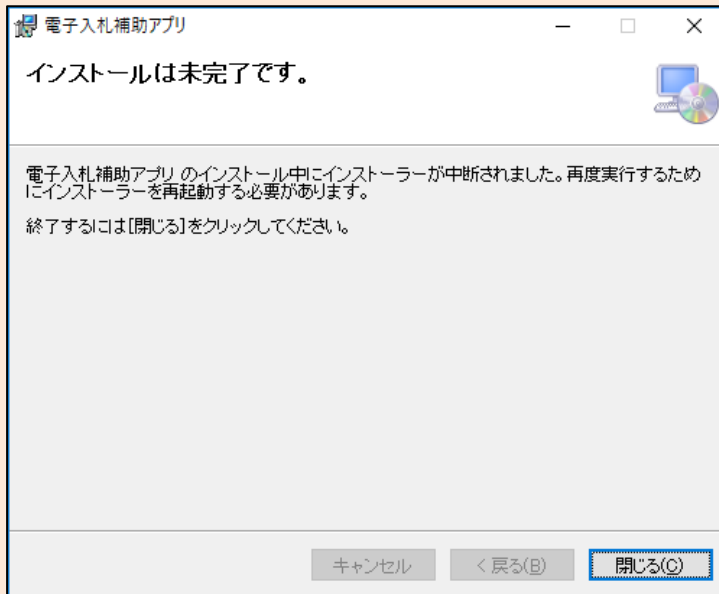 電子入札補助アプリ
インストールは未完了です。
電子入札補助アプリ のインストール中にインストーラーが中断されました。再度実行するため
にインストーラーを再起動する必要があります。
終了するには[閉じる]をクリックしてください。
キャンセル
< 戻る(B)
閉じる(C)